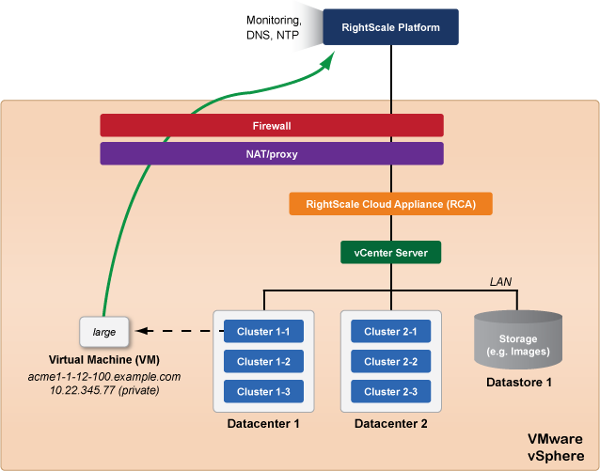 Monitoring,
DNS, NTP
RightScale Platform
Firewall
NAT/proxy
RightScale Cloud Appliance (RCA)
vCenter Server
LAN
large
Virtual Machine (VM)
acme1-1-12-100.example.com
10.22.345.77 (private)
Cluster 1-1
Cluster 1-2
Cluster 1-3
Datacenter 1
Cluster 2-1
Cluster 2-2
Cluster 2-3
Datacenter 2
Storage
(e.g. Images)
Datastore 1
VMware
vSphere